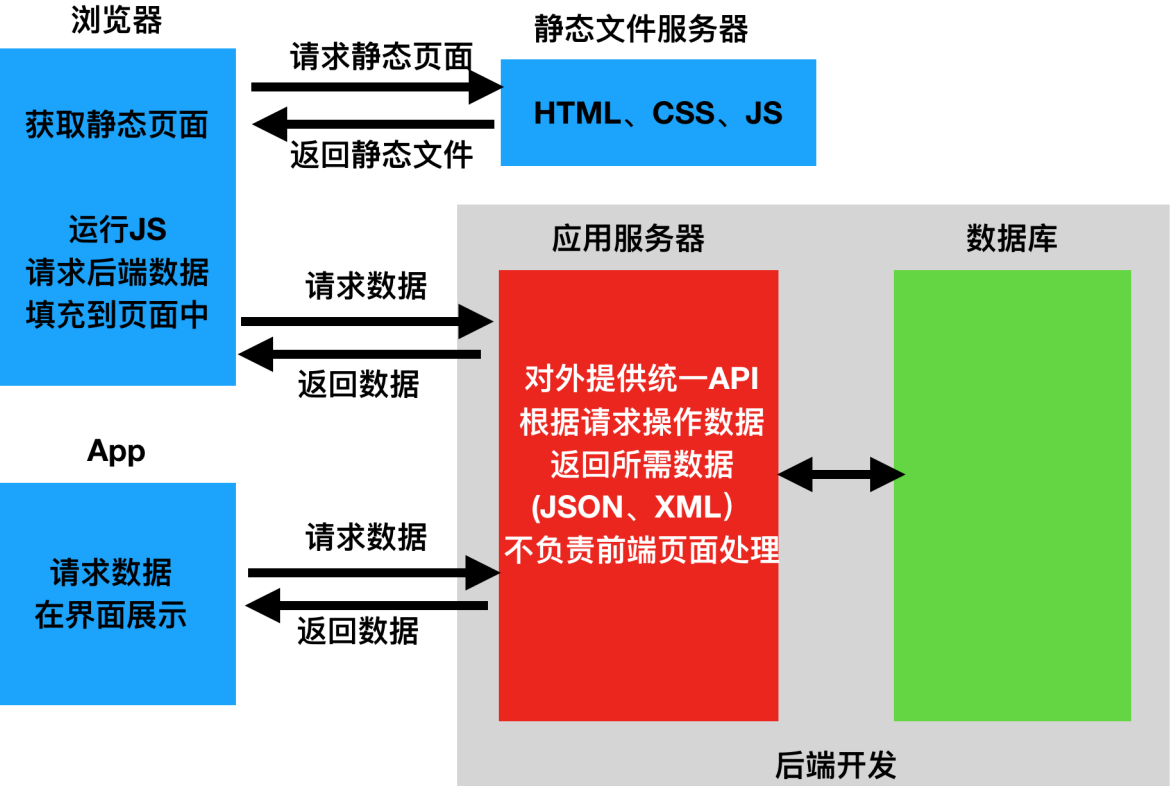 浏览器
静态文件服务器
请求静态页面
HTML、CSS、JS
获取静态页面
返回静态文件
运行JS
请求后端数据
填充到页面中
应用服务器
数据库
请求数据
返回数据
对外提供统一API
根据请求操作数据
返回所需数据
(JSON、XML）
不负责前端页面处理
App
请求数据
在界面展示
请求数据
返回数据
后端开发